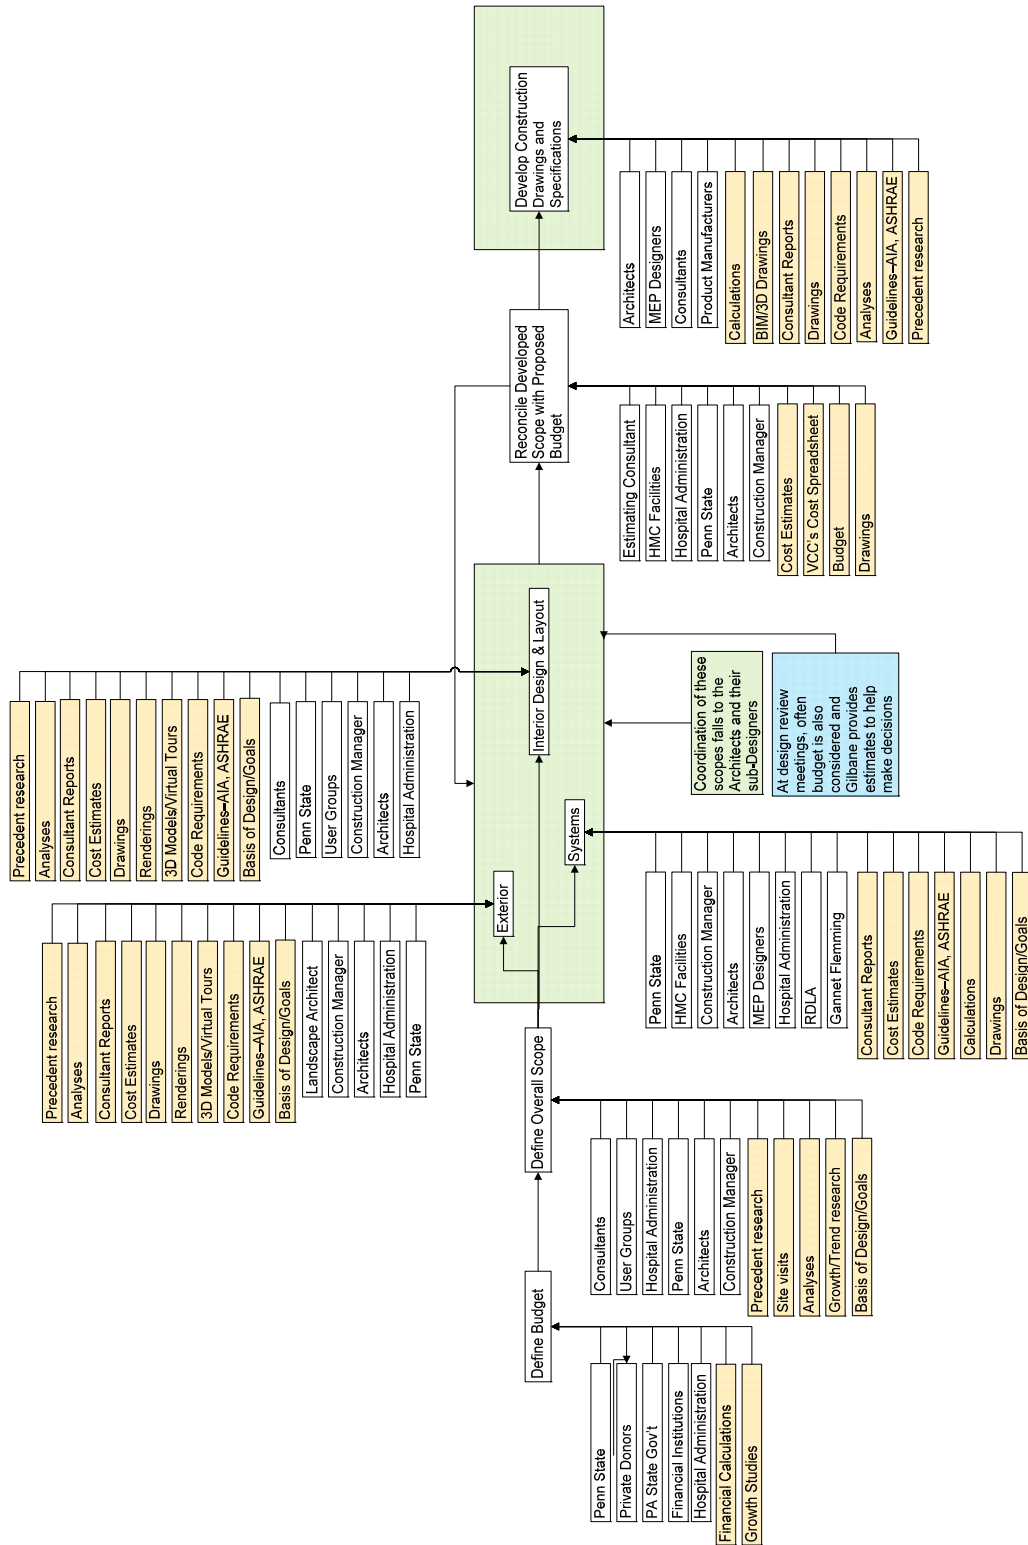 Precedent research
Analyses
Consultant Reports
Cost Estimates
Drawings
Renderings
3D Models/Virtual Tours
Code Requirements
Guidelines–AIA, ASHRAE
Basis of Design/Goals
Landscape Architect
Construction Manager
Architects
Hospital Administration
Penn State
Precedent research
Analyses
Consultant Reports
Cost Estimates
Drawings
Renderings
3D Models/Virtual Tours
Code Requirements
Guidelines–AIA, ASHRAE
Basis of Design/Goals
Consultants
Penn State
User Groups
Construction Manager
Architects
Hospital Administration
Define Budget
Define Overall Scope
Exterior
Systems
Interior Design & Layout
Reconcile Developed
Scope with Proposed
Budget
Develop Construction
Drawings and
Specifications
Penn State
Private Donors
PA State Gov't
Financial Institutions
Hospital Administration
Financial Calculations
Growth Studies
Consultants
User Groups
Hospital Administration
Penn State
Architects
Construction Manager
Precedent research
Site visits
Analyses
Growth/Trend research
Basis of Design/Goals
Penn State
HMC Facilities
Construction Manager
Architects
MEP Designers
Hospital Administration
RDLA
Gannet Flemming
Consultant Reports
Cost Estimates
Code Requirements
Guidelines–AIA, ASHRAE
Calculations
Drawings
Basis of Design/Goals
Coordination of these
scopes falls to the
Architects and their
sub-Designers
At design review
meetings, often
budget is also
considered and
Gilbane provides
estimates to help
make decisions
Estimating Consultant
HMC Facilities
Hospital Administration
Penn State
Architects
Construction Manager
Cost Estimates
VCC's Cost Spreadsheet
Budget
Drawings
Architects
MEP Designers
Consultants
Product Manufacturers
Calculations
BIM/3D Drawings
Consultant Reports
Drawings
Code Requirements
Analyses
Guidelines–AIA, ASHRAE
Precedent research